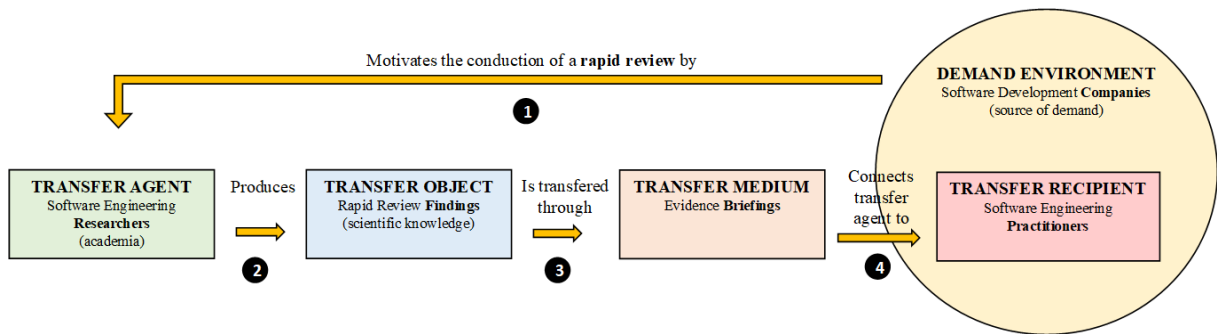 Motivates the conduction of a rapid review by
1
DEMAND ENVIRONMENT
Software Development Companies
(source of demand)
TRANSFER AGENT
Software Engineering
Researchers
(academia)
Produces
2
TRANSFER OBJECT
Rapid Review Findings
(scientific knowledge)
Is transfered
through
3
TRANSFER MEDIUM
Evidence Briefings
Connects
transfer
agent to
4
TRANSFER RECIPIENT
Software Engineering
Practitioners